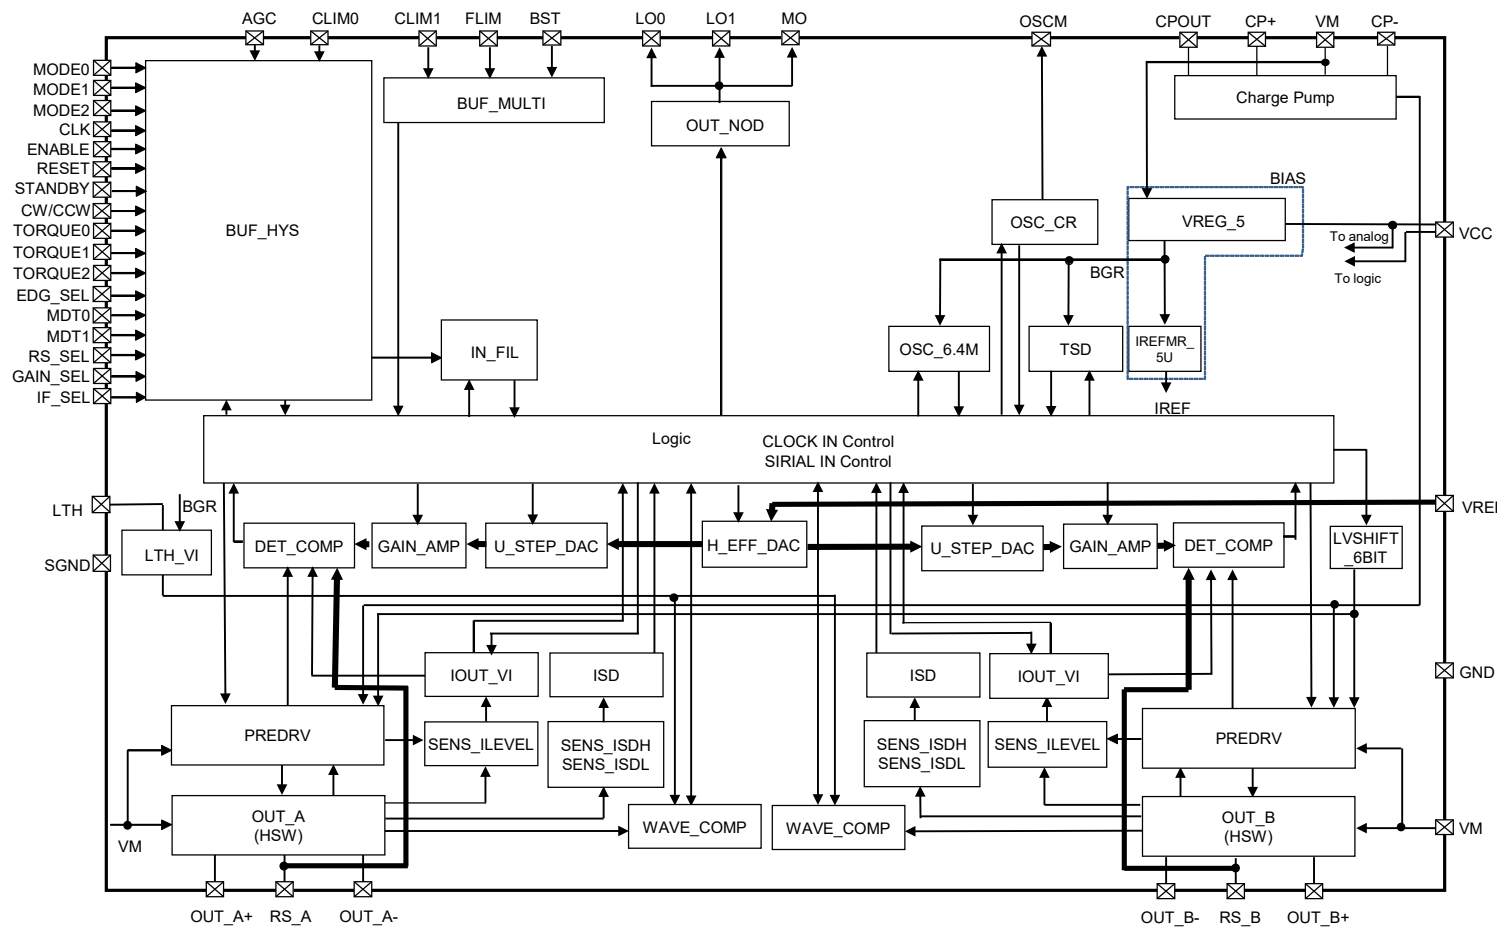 AGC CLIM0 CLIM1 FLIM BST LO0 LO1 MO OSCM CPOUT CP+ VM CP-
MODE0
MODE1
MODE2
CLK
ENABLE
RESET
STANDBY
CW/CCW
TORQUE0
TORQUE1
TORQUE2
EDG_SEL
MDT0
MDT1
RS_SEL
GAIN_SEL
IF_SEL
BUF_HYS
BUF_MULTI
OUT_NOD
Charge Pump
BIAS
OSC_CR
VREG_5
VCC
To analog
To logic
BGR
IN_FIL
OSC_6.4M
TSD
IREFMR_
5U
IREF
Logic
CLOCK IN Control
SIRIAL IN Control
LTH
BGR
VREF
SGND
LTH_VI
DET_COMP
GAIN_AMP
U_STEP_DAC
H_EFF_DAC
U_STEP_DAC
GAIN_AMP
DET_COMP
LVSHIFT
_6BIT
IOUT_VI
ISD
ISD
IOUT_VI
GND
PREDRV
SENS_ILEVEL
SENS_ISDH
SENS_ISDL
SENS_ISDH
SENS_ISDL
SENS_ILEVEL
PREDRV
VM
OUT_A
(HSW)
WAVE_COMP
WAVE_COMP
OUT_B
(HSW)
VM
OUT_A+ RS_A OUT_A- OUT_B- RS_B OUT_B+